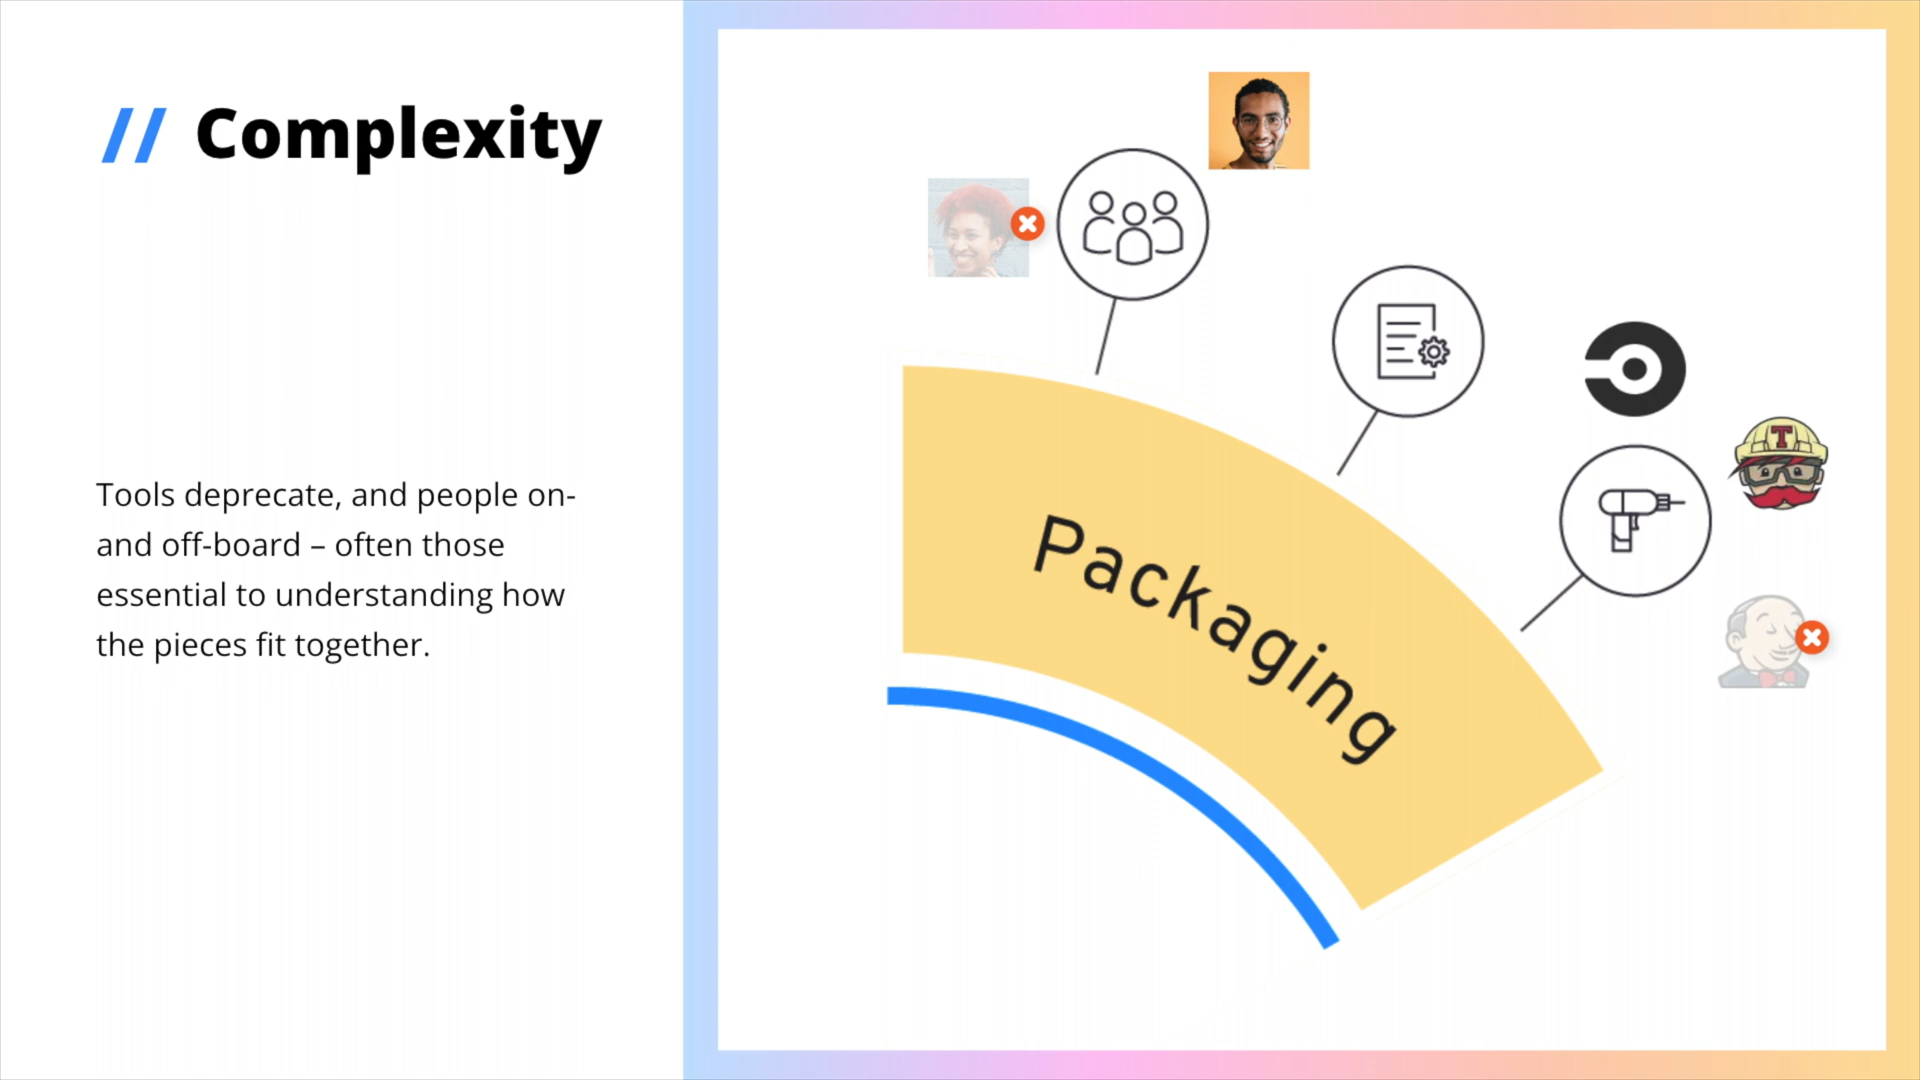 // Complexity
Tools deprecate, and people on-
and off-board – often those
essential to understanding how
the pieces fit together.
Packaging
T